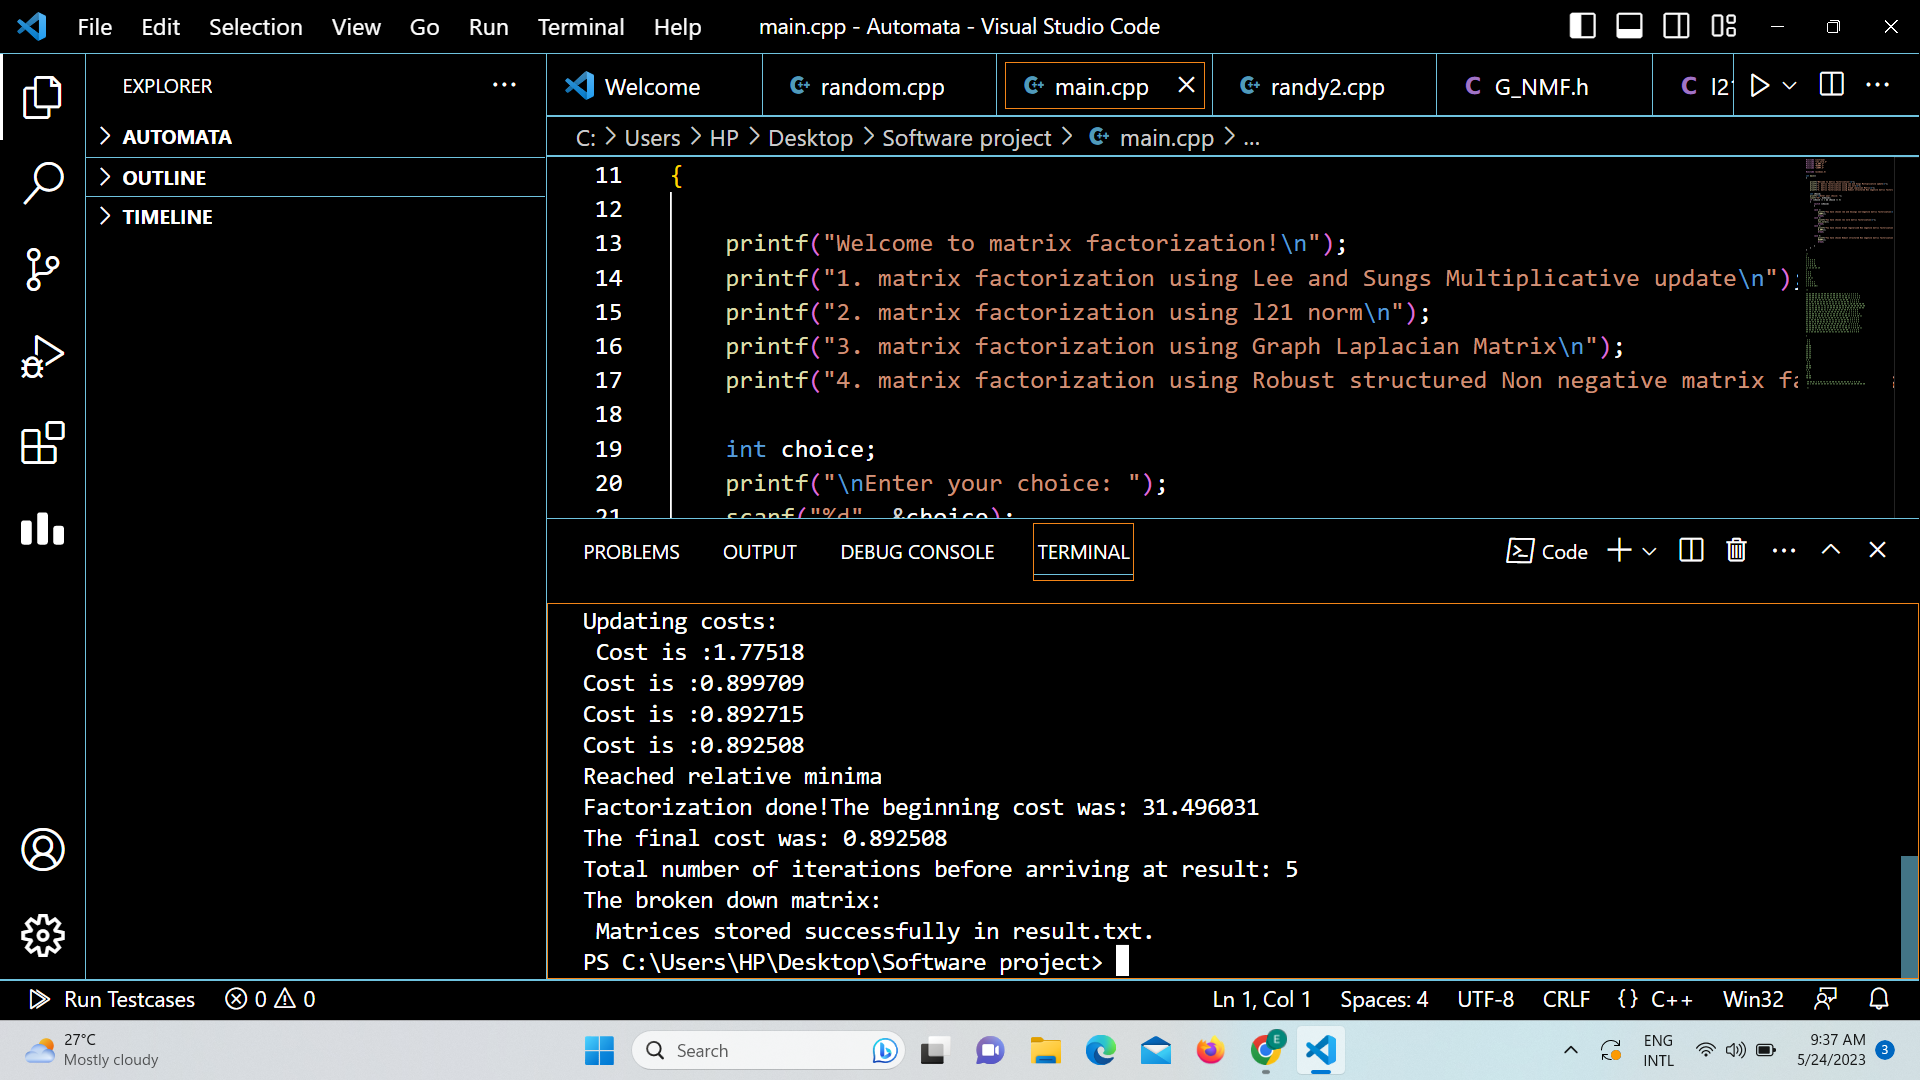 File Edit Selection View Go Run Terminal Help main.cpp - Automata - Visual Studio Code
EXPLORER
AUTOMATA
OUTLINE
TIMELINE
Welcome random.cpp main.cpp randy2.cpp G_NMF.h l21
C: > Users > HP > Desktop > Software project > main.cpp > ...
11 {
12
13 printf("Welcome to matrix factorization!\n");
14 printf("1. matrix factorization using Lee and Sungs Multiplicative update\n");
15 printf("2. matrix factorization using l21 norm\n");
16 printf("3. matrix factorization using Graph Laplacian Matrix\n");
17 printf("4. matrix factorization using Robust structured Non negative matrix fa
18
19 int choice;
20 printf("\nEnter your choice: ");
21 scanf("%d", &choice);
PROBLEMS OUTPUT DEBUG CONSOLE TERMINAL Code
Updating costs:
Cost is :1.77518
Cost is :0.899709
Cost is :0.892715
Cost is :0.892508
Reached relative minima
Factorization done!The beginning cost was: 31.496031
The final cost was: 0.892508
Total number of iterations before arriving at result: 5
The broken down matrix:
Matrices stored successfully in result.txt.
PS C:\Users\HP\Desktop\Software project>
Run Testcases 0 0 Ln 1, Col 1 Spaces: 4 UTF-8 CRLF {} C++ Win32
27°C
Mostly cloudy
Search
E
ENG
INTL
9:37 AM
5/24/2023
3